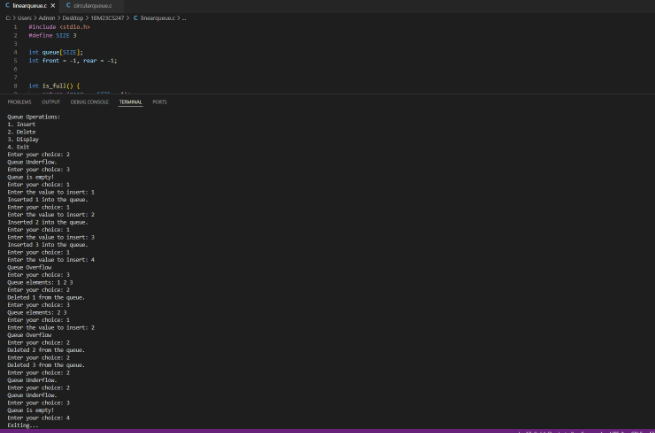 linearqueue.c
circularqueue.c
C: > Users > Admin > Desktop > 1BM23CS247 > C linearqueue.c > ...
1 #include <stdio.h>
2 #define SIZE 3
3
4 int queue[SIZE];
5 int front = -1, rear = -1;
6
7
8 int is_full() {
PROBLEMS OUTPUT DEBUG CONSOLE TERMINAL PORTS
Queue Operations:
1. Insert
2. Delete
3. Display
4. Exit
Enter your choice: 2
Queue Underflow.
Enter your choice: 3
Queue is empty!
Enter your choice: 1
Enter the value to insert: 1
Inserted 1 into the queue.
Enter your choice: 1
Enter the value to insert: 2
Inserted 2 into the queue.
Enter your choice: 1
Enter the value to insert: 3
Inserted 3 into the queue.
Enter your choice: 1
Enter the value to insert: 4
Queue Overflow
Enter your choice: 3
Queue elements: 1 2 3
Enter your choice: 2
Deleted 1 from the queue.
Enter your choice: 3
Queue elements: 2 3
Enter your choice: 1
Enter the value to insert: 2
Queue Overflow
Enter your choice: 2
Deleted 2 from the queue.
Enter your choice: 2
Deleted 3 from the queue.
Enter your choice: 2
Queue Underflow.
Enter your choice: 2
Queue Underflow.
Enter your choice: 3
Queue is empty!
Enter your choice: 4
Exiting...